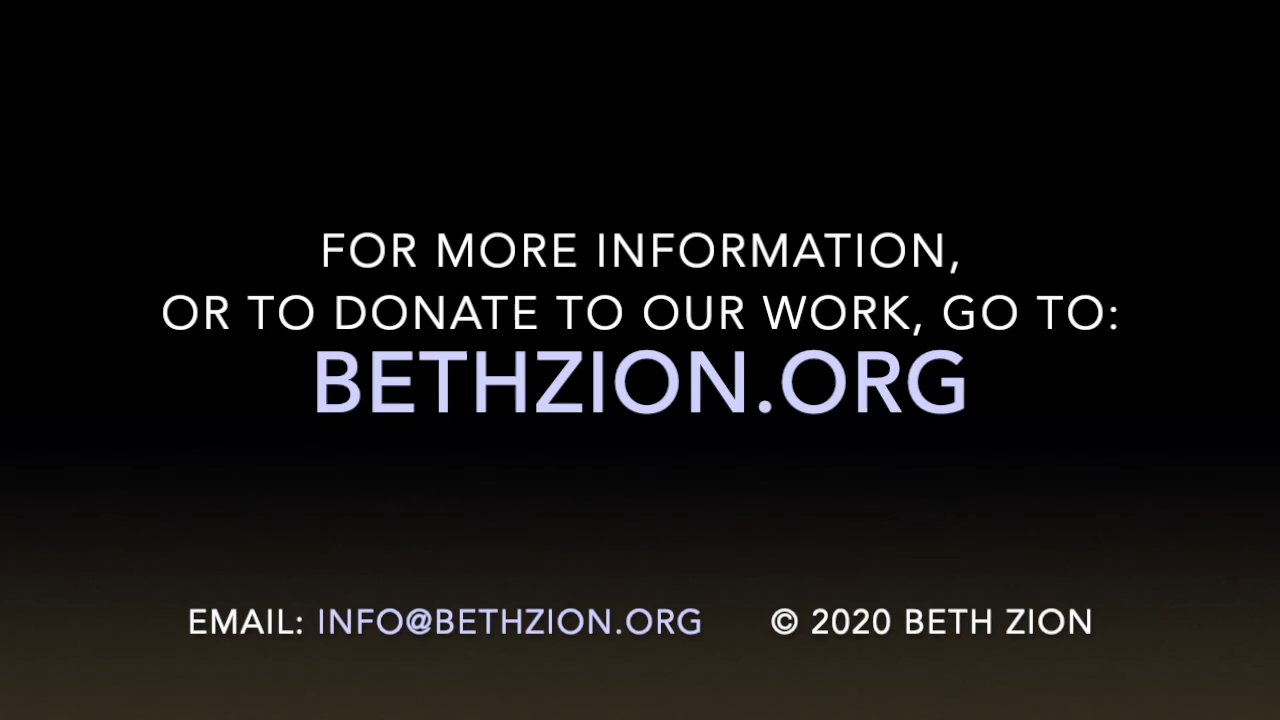 FOR MORE INFORMATION,
OR TO DONATE TO OUR WORK, GO TO:
BETHZION.ORG
EMAIL: INFO@BETHZION.ORG © 2020 BETH ZION